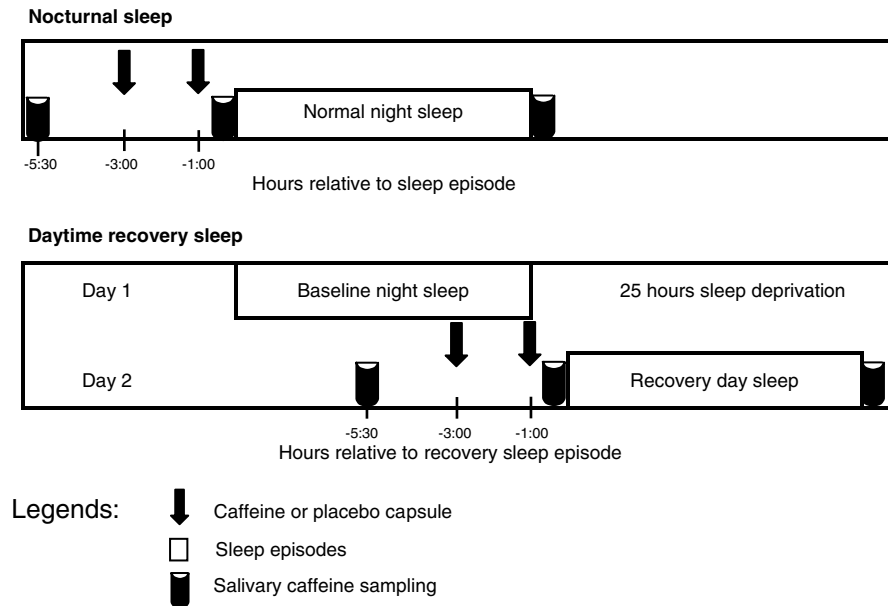 Nocturnal sleep
Normal night sleep
-5:30 -3:00 -1:00
Hours relative to sleep episode
Daytime recovery sleep
Day 1 Baseline night sleep 25 hours sleep deprivation
Day 2 Recovery day sleep
-5:30 -3:00 -1:00
Hours relative to recovery sleep episode
Legends:
Caffeine or placebo capsule
Sleep episodes
Salivary caffeine sampling